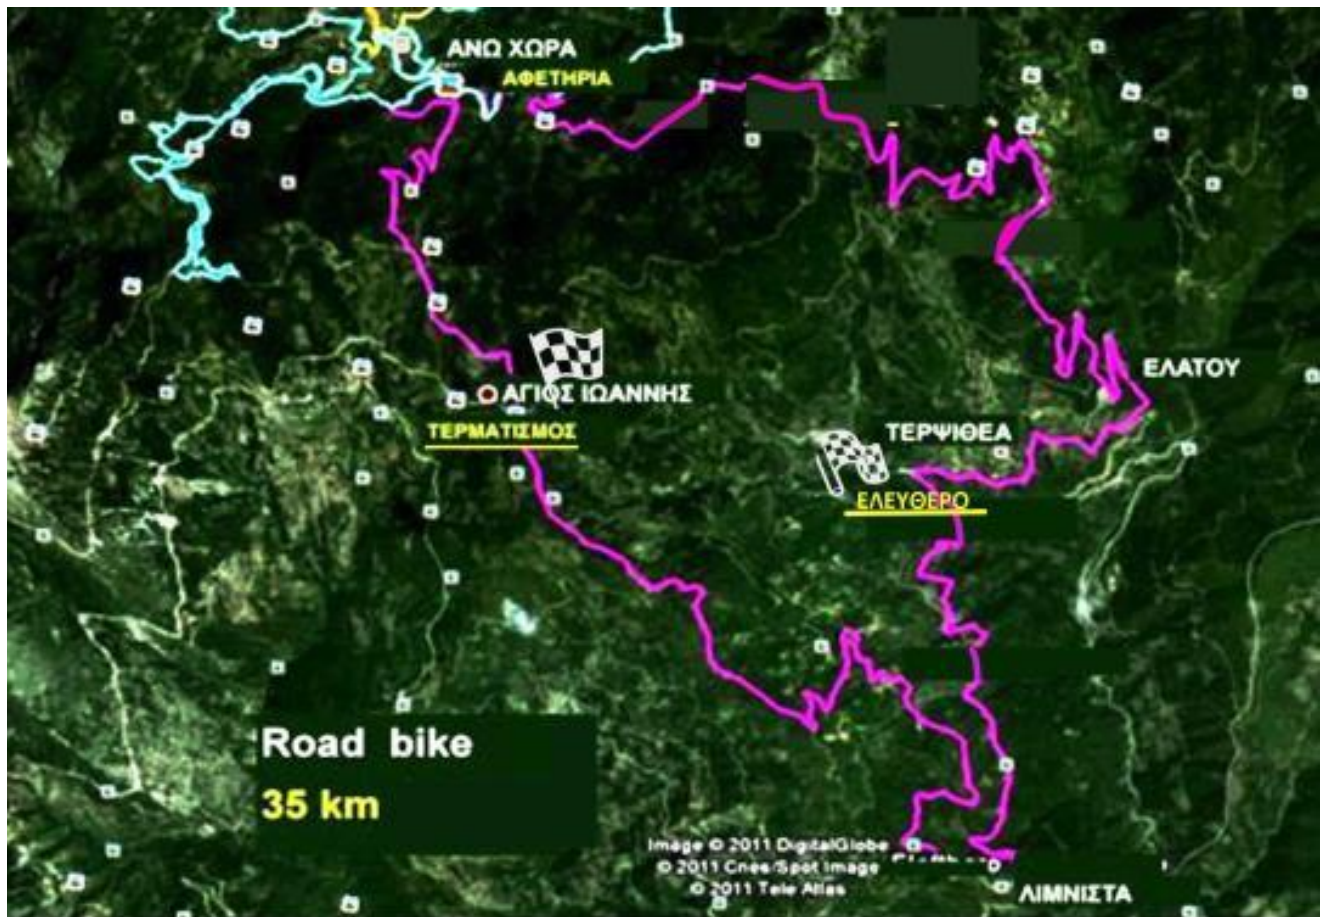 ΑΝΩ ΧΩΡΑ
ΑΦΕΤΗΡΙΑ
ΕΛΑΤΟΥ
ΑΓΙΟΣ ΙΩΑΝΝΗΣ
ΤΕΡΜΑΤΙΣΜΟΣ
ΤΕΡΨΙΘΕΑ
ΕΛΕΥΘΕΡΟ
Road bike
35 km
Image © 2011 DigitalGlobe
© 2011 Cnes/Spot Image
© 2011 Tele Atlas
ΛΙΜΝΙΣΤΑ